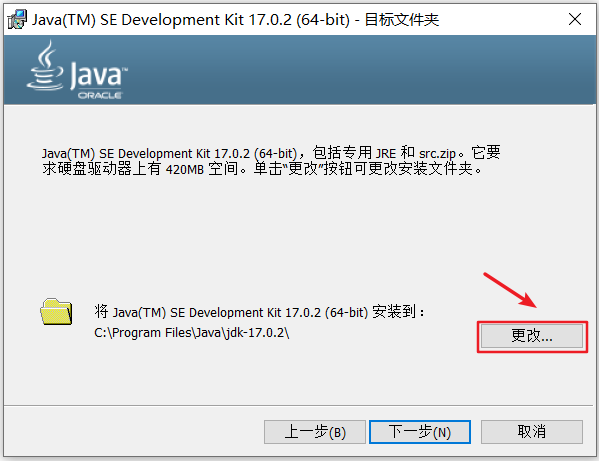 Java(TM) SE Development Kit 17.0.2 (64-bit) - 目标文件夹
Java™
ORACLE
Java(TM) SE Development Kit 17.0.2 (64-bit)，包括专用 JRE 和 src.zip。它要
求硬盘驱动器上有 420MB 空间。单击“更改”按钮可更改安装文件夹。
将 Java(TM) SE Development Kit 17.0.2 (64-bit) 安装到：
C:\Program Files\Java\jdk-17.0.2\
更改...
上一步(B)
下一步(N)
取消